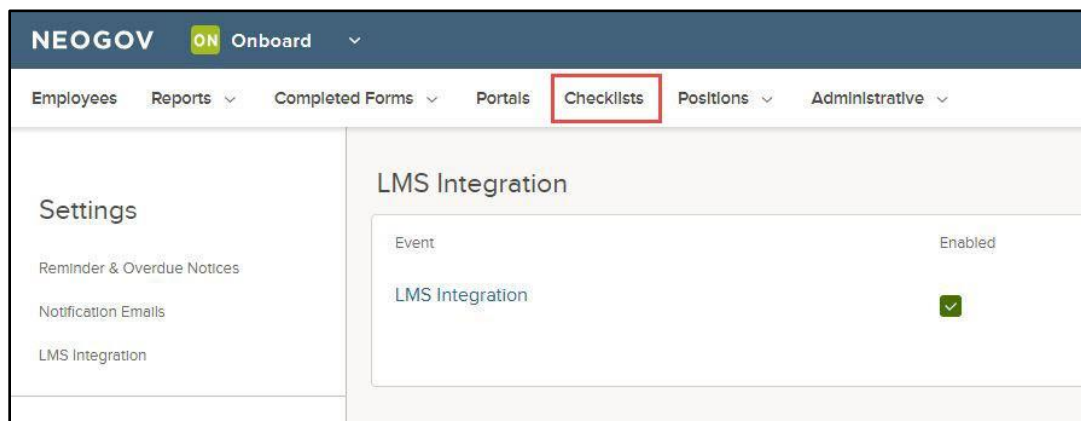 NEOGOV ON Onboard
Employees Reports Completed Forms Portals Checklists Positions Administrative
Settings
Reminder & Overdue Notices
Notification Emails
LMS Integration
LMS Integration
Event Enabled
LMS Integration